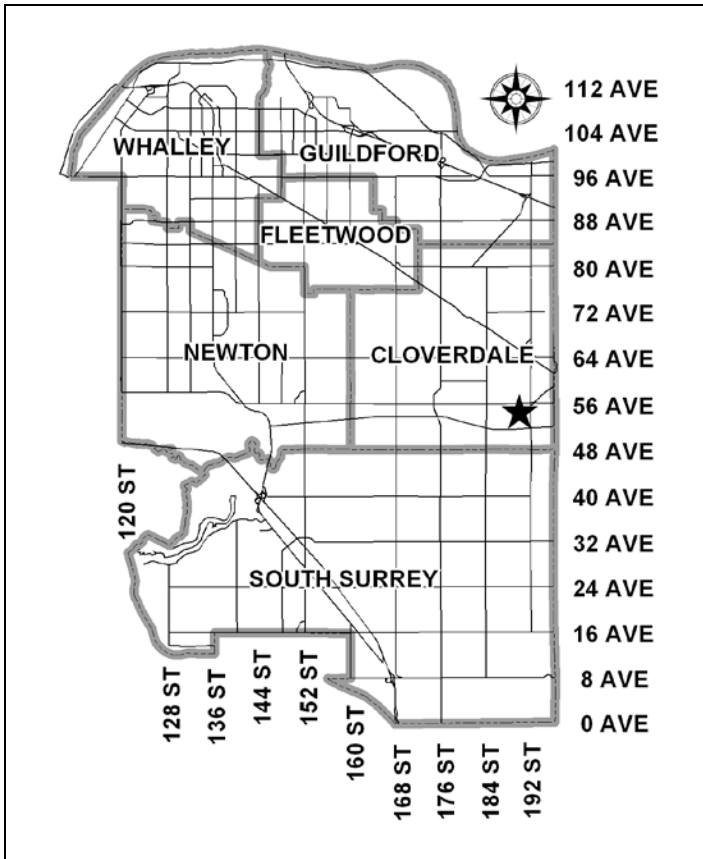 112 AVE
104 AVE
WHALLEY
GUILDFORD
96 AVE
88 AVE
FLEETWOOD
80 AVE
72 AVE
NEWTON
CLOVERDALE
64 AVE
56 AVE
48 AVE
120 ST
40 AVE
32 AVE
SOUTH SURREY
24 AVE
16 AVE
8 AVE
0 AVE
128 ST
136 ST
144 ST
152 ST
160 ST
168 ST
176 ST
184 ST
192 ST